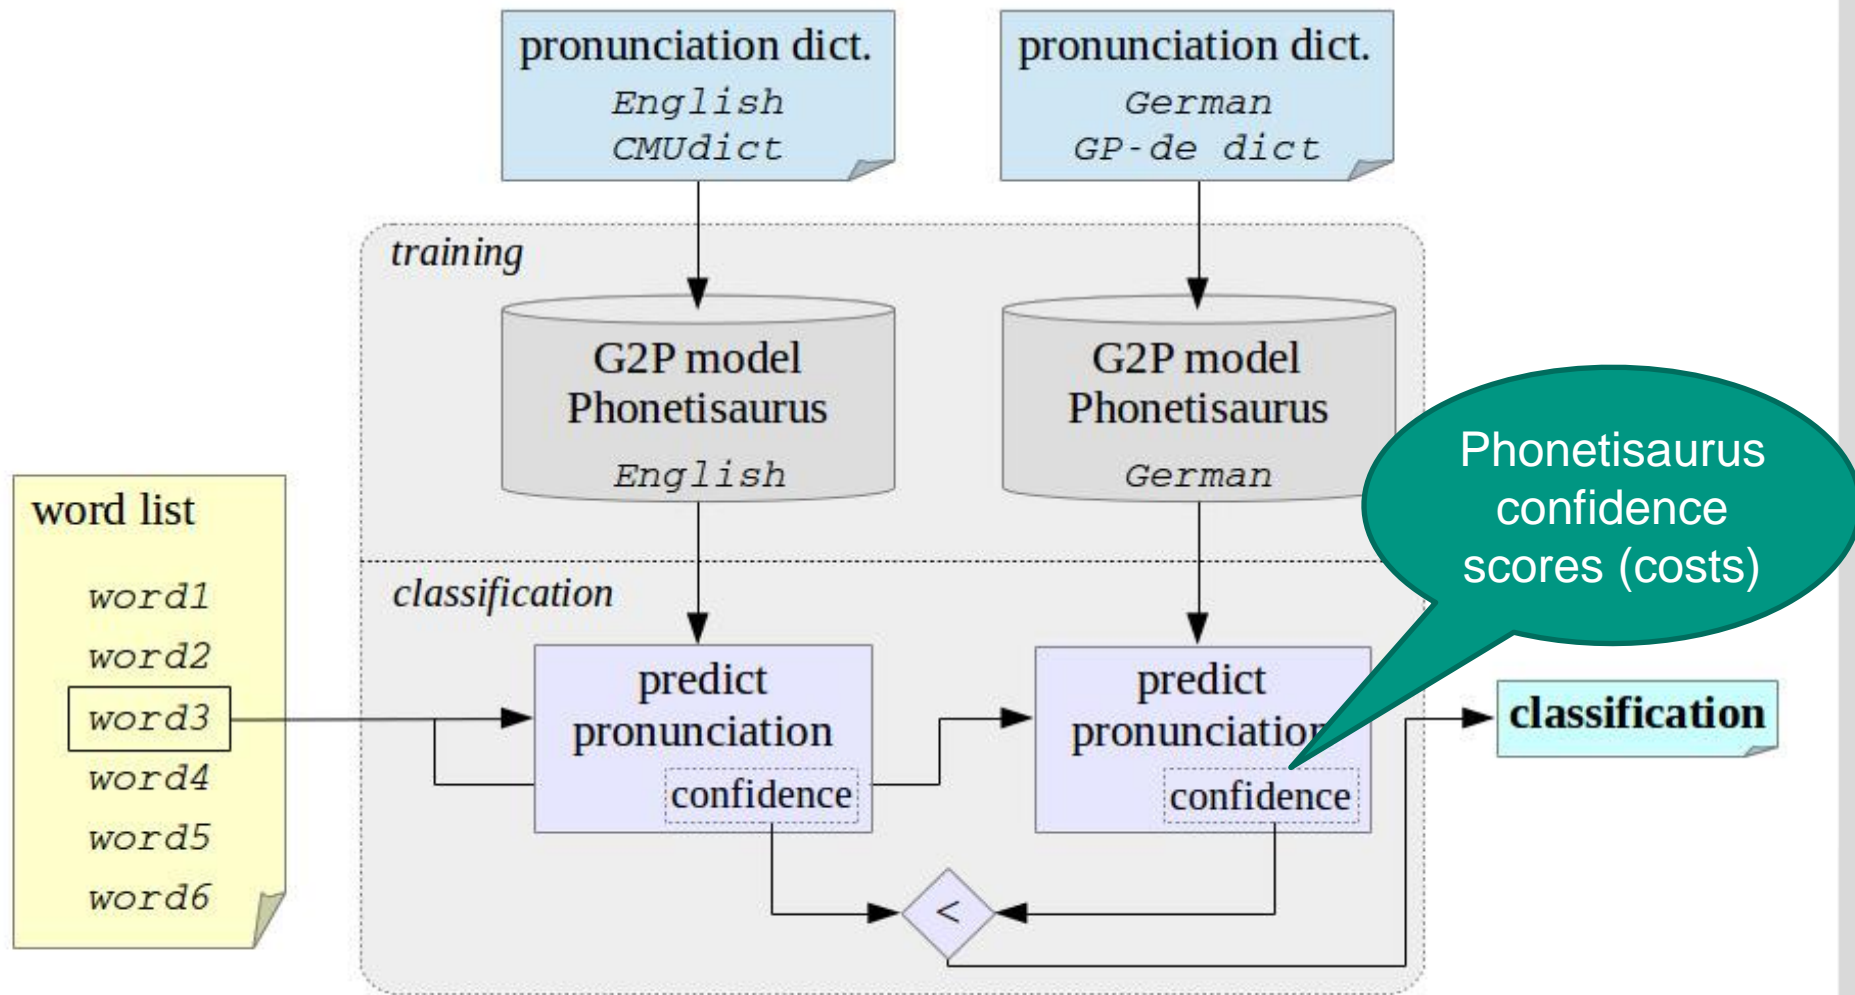 pronunciation dict.
English
CMUdict
pronunciation dict.
German
GP-de dict
training
G2P model
Phonetisaurus
English
G2P model
Phonetisaurus
German
Phonetisaurus
confidence
scores (costs)
word list
word1
word2
word3
word4
word5
word6
classification
predict
pronunciation
confidence
predict
pronunciation
confidence
<
classification